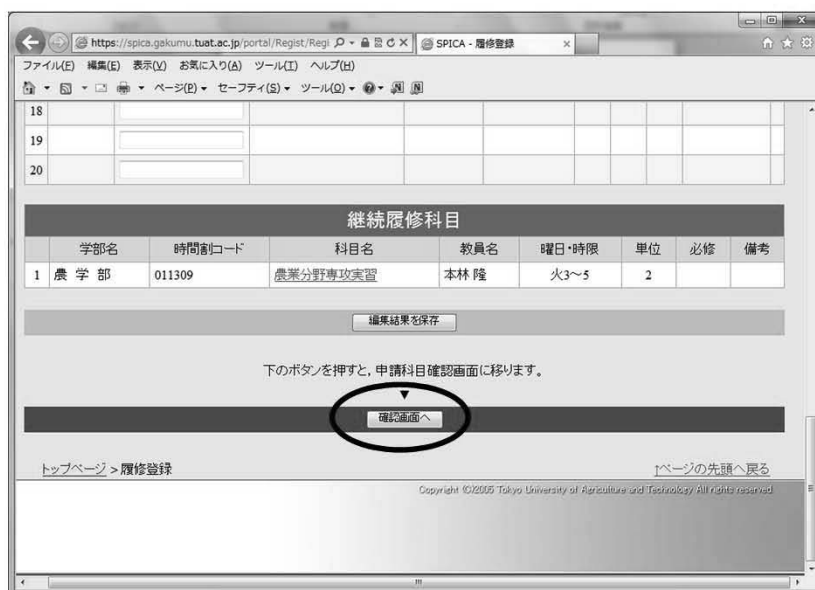 https://spica.gakumu.tuat.ac.jp/portal/Regist/Regi
SPICA - 履修登録
ファイル(F) 編集(E) 表示(V) お気に入り(A) ツール(T) ヘルプ(H)
ページ(P) セーフティ(S) ツール(O)
18
19
20
継続履修科目
学部名 時間割コード 科目名 教員名 曜日・時限 単位 必修 備考
1 農 学 部 011309 農業分野専攻実習 本林 隆 火3～5 2
編集結果を保存
下のボタンを押すと，申請科目確認画面に移ります。
▼
確認画面へ
トップページ > 履修登録 ↑ページの先頭へ戻る
Copyright (C)2005 Tokyo University of Agriculture and Technology All rights reserved.